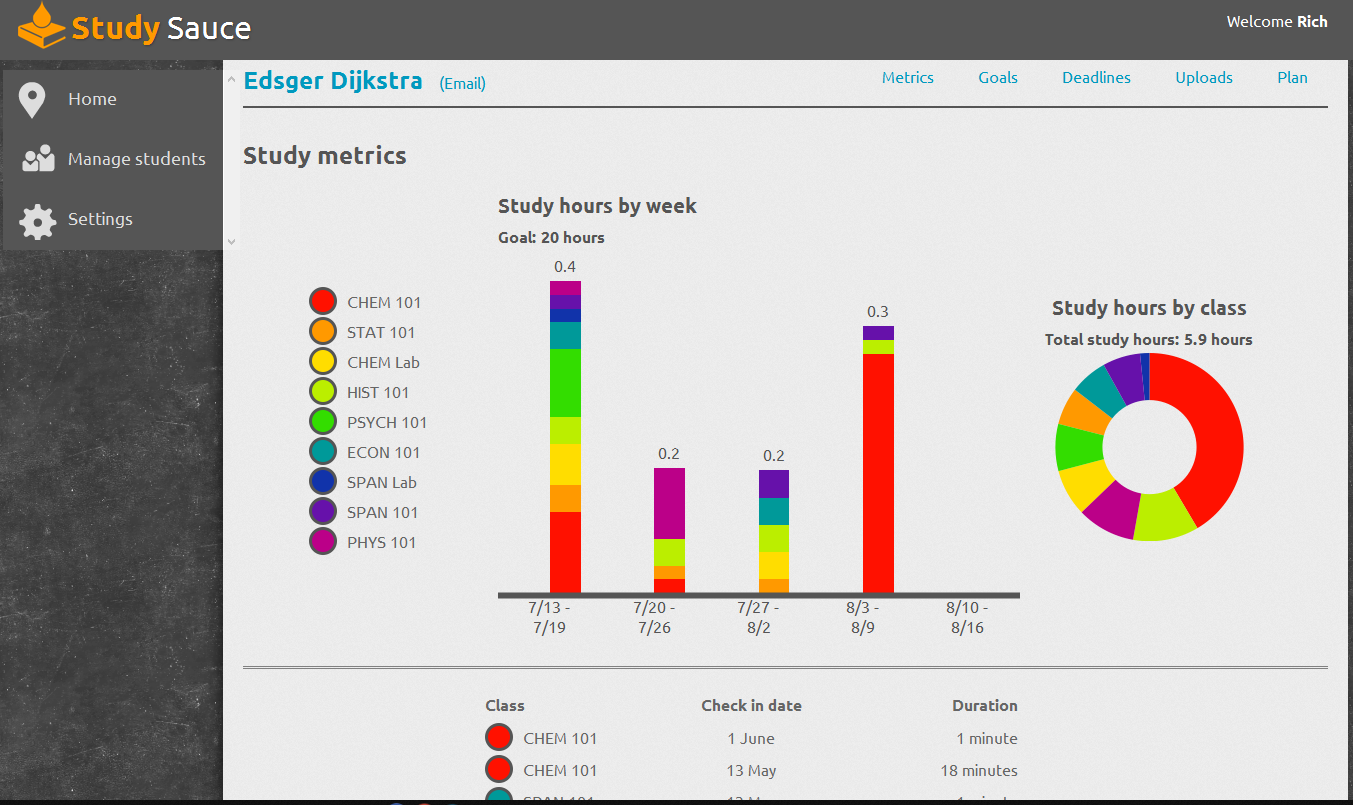 Study Sauce
Welcome Rich
Home
Manage students
Settings
Edsger Dijkstra (Email)
Metrics Goals Deadlines Uploads Plan
Study metrics
Study hours by week
Goal: 20 hours
CHEM 101
STAT 101
CHEM Lab
HIST 101
PSYCH 101
ECON 101
SPAN Lab
SPAN 101
PHYS 101
0.4
0.2
0.2
0.3
7/13 -
7/19
7/20 -
7/26
7/27 -
8/2
8/3 -
8/9
8/10 -
8/16
Study hours by class
Total study hours: 5.9 hours
Class Check in date Duration
CHEM 101 1 June 1 minute
CHEM 101 13 May 18 minutes